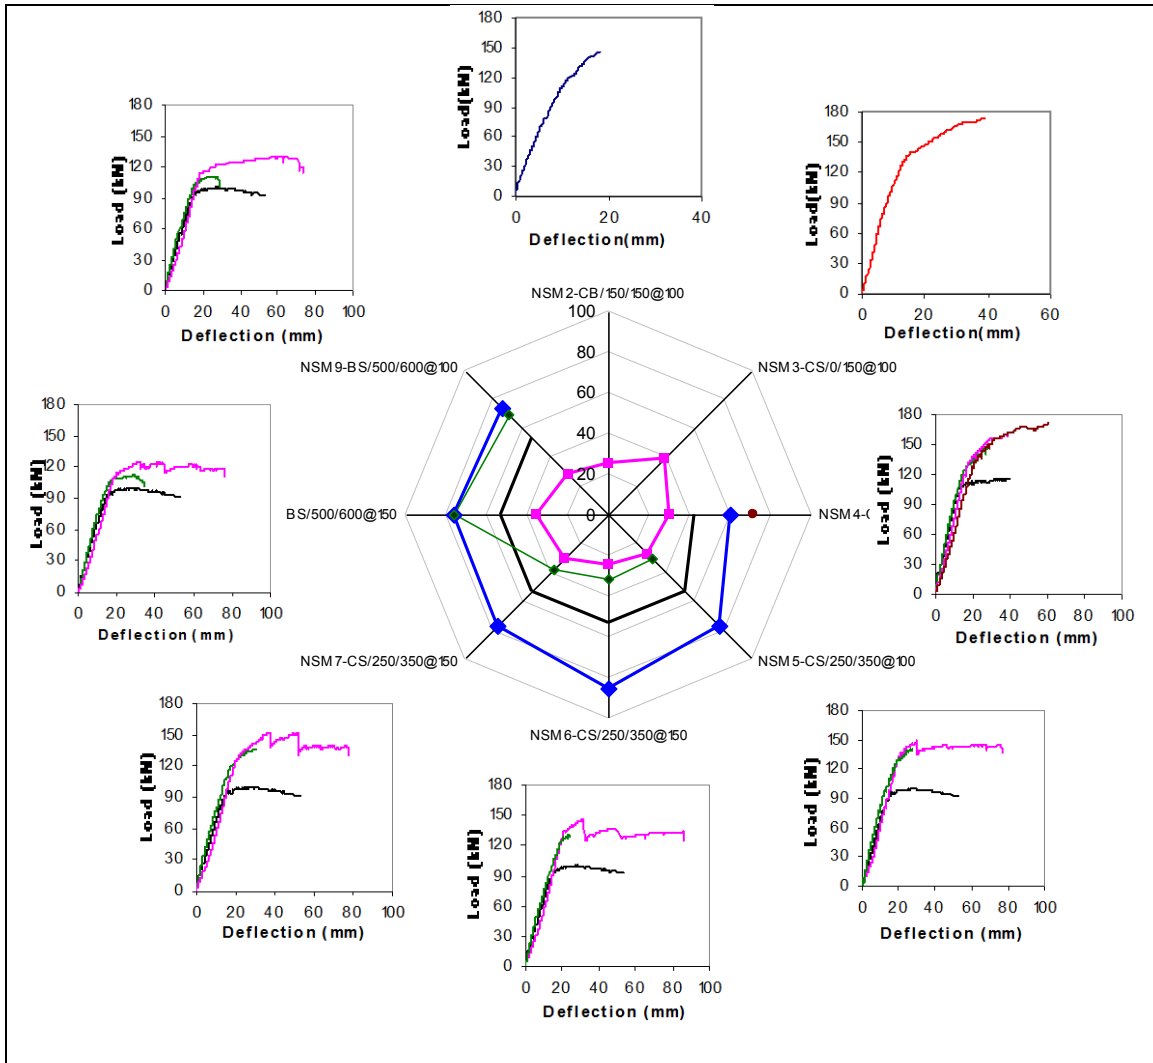 180
150
120
90
60
30
0
Load(kN)
0 20 40
Deflection(mm)
180
150
120
90
60
30
0
Load (kN)
0 20 40 60 80 100
Deflection (mm)
180
150
120
90
60
30
0
Load(kN)
0 20 40 60
Deflection(mm)
NSM2-CB/150/150@100
100
80
60
40
20
0
NSM9-BS/500/600@100
NSM3-CS/0/150@100
180
150
120
90
60
30
0
Load (kN)
0 20 40 60 80 100
Deflection (mm)
BS/500/600@150
NSM4-C
180
150
120
90
60
30
0
Load (kN)
0 20 40 60 80 100
Deflection (mm)
NSM7-CS/250/350@150
NSM5-CS/250/350@100
NSM6-CS/250/350@150
180
150
120
90
60
30
0
Load (kN)
0 20 40 60 80 100
Deflection (mm)
180
150
120
90
60
30
0
Load (kN)
0 20 40 60 80 100
Deflection (mm)
180
150
120
90
60
30
0
Load (kN)
0 20 40 60 80 100
Deflection (mm)